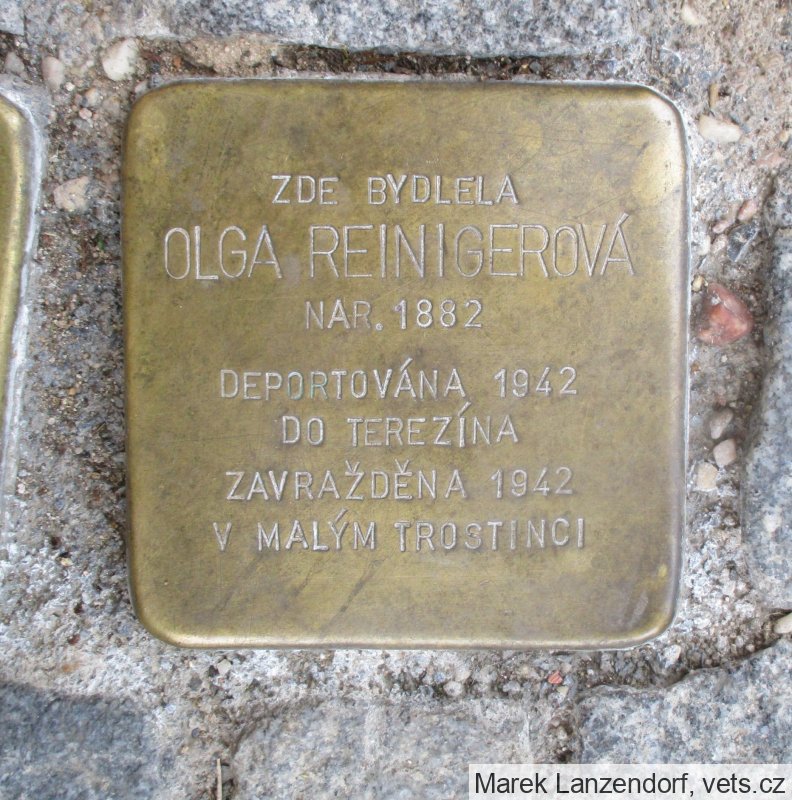 ZDE BYDLELA
OLGA REINIGEROVÁ
NAR. 1882
DEPORTOVÁNA 1942
DO TEREZÍNA
ZAVRAŽDĚNA 1942
V MALÝM TROSTINCI
Marek Lanzendorf, vets.cz